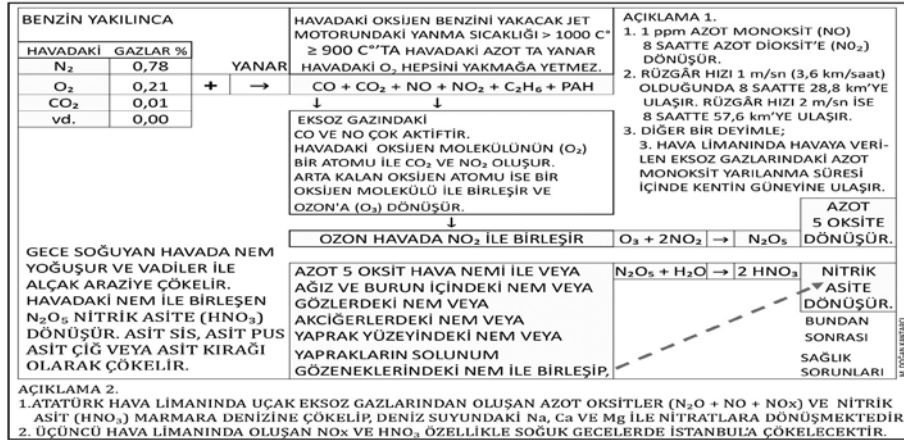 BENZİN YAKILINCA
HAVADAKİ GAZLAR %
N₂ 0,78
O₂ 0,21
CO₂ 0,01
vd. 0,00
+ YANAR →
HAVADAKİ OKSİJEN BENZİNİ YAKACAK JET
MOTORUNDAKİ YANMA SICAKLIĞI > 1000 C°
≥ 900 C°'TA HAVADAKİ AZOT TA YANAR
HAVADAKİ O₂ HEPSİNİ YAKMAĞA YETMEZ.
CO + CO₂ + NO + NO₂ + C₂H₆ + PAH
↓ ↓
EKSOZ GAZINDAKİ
CO VE NO ÇOK AKTİFTİR.
HAVADAKİ OKSİJEN MOLEKÜLÜNÜN (O₂)
BİR ATOMU İLE CO₂ VE NO₂ OLUŞUR.
ARTA KALAN OKSİJEN ATOMU İSE BİR
OKSİJEN MOLEKÜLÜ İLE BİRLEŞİR VE
OZON'A (O₃) DÖNÜŞÜR.
↓
OZON HAVADA NO₂ İLE BİRLEŞİR O₃ + 2NO₂ → N₂O₅
AZOT
5 OKSİTE
DÖNÜŞÜR.
AÇIKLAMA 1.
1. 1 ppm AZOT MONOKSİT (NO)
8 SAATTE AZOT DİOKSİT'E (N0₂)
DÖNÜŞÜR.
2. RÜZGÂR HIZI 1 m/sn (3,6 km/saat)
OLDUĞUNDA 8 SAATTE 28,8 km'YE
ULAŞIR. RÜZGÂR HIZI 2 m/sn İSE
8 SAATTE 57,6 km'YE ULAŞIR.
3. DİĞER BİR DEYİMLE;
3. HAVA LİMANINDA HAVAYA VERİ-
LEN EKSOZ GAZLARINDAKİ AZOT
MONOKSİT YARILANMA SÜRESİ
İÇİNDE KENTİN GÜNEYİNE ULAŞIR.
GECE SOĞUYAN HAVADA NEM
YOĞUŞUR VE VADİLER İLE
ALÇAK ARAZİYE ÇÖKELİR.
HAVADAKİ NEM İLE BİRLEŞEN
N₂O₅ NİTRİK ASİTE (HNO₃)
DÖNÜŞÜR. ASİT SİS, ASİT PUS
ASİT ÇİĞ VEYA ASİT KIRAĞI
OLARAK ÇÖKELİR.
AZOT 5 OKSİT HAVA NEMİ İLE VEYA
AĞIZ VE BURUN İÇİNDEKİ NEM VEYA
GÖZLERDEKİ NEM VEYA
AKCİĞERLERDEKİ NEM VEYA
YAPRAK YÜZEYİNDEKİ NEM VEYA
YAPRAKLARIN SOLUNUM
GÖZENEKLERİNDEKİ NEM İLE BİRLEŞİP,
N₂O₅ + H₂O → 2 HNO₃
NİTRİK
ASİTE
DÖNÜŞÜR.
BUNDAN
SONRASI
SAĞLIK
SORUNLARI
M. DOĞAN KANTARCI
AÇIKLAMA 2.
1.ATATÜRK HAVA LİMANINDA UÇAK EKSOZ GAZLARINDAN OLUŞAN AZOT OKSİTLER (N₂O + NO + NOx) VE NİTRİK
ASİT (HNO₃) MARMARA DENİZİNE ÇÖKELİP, DENİZ SUYUNDAKİ Na, Ca VE Mg İLE NİTRATLARA DÖNÜŞMEKTEDİR
2. ÜÇÜNCÜ HAVA LİMANINDA OLUŞAN NOx VE HNO₃ ÖZELLİKLE SOĞUK GECELERDE İSTANBUL'A ÇÖKELECEKTİR.